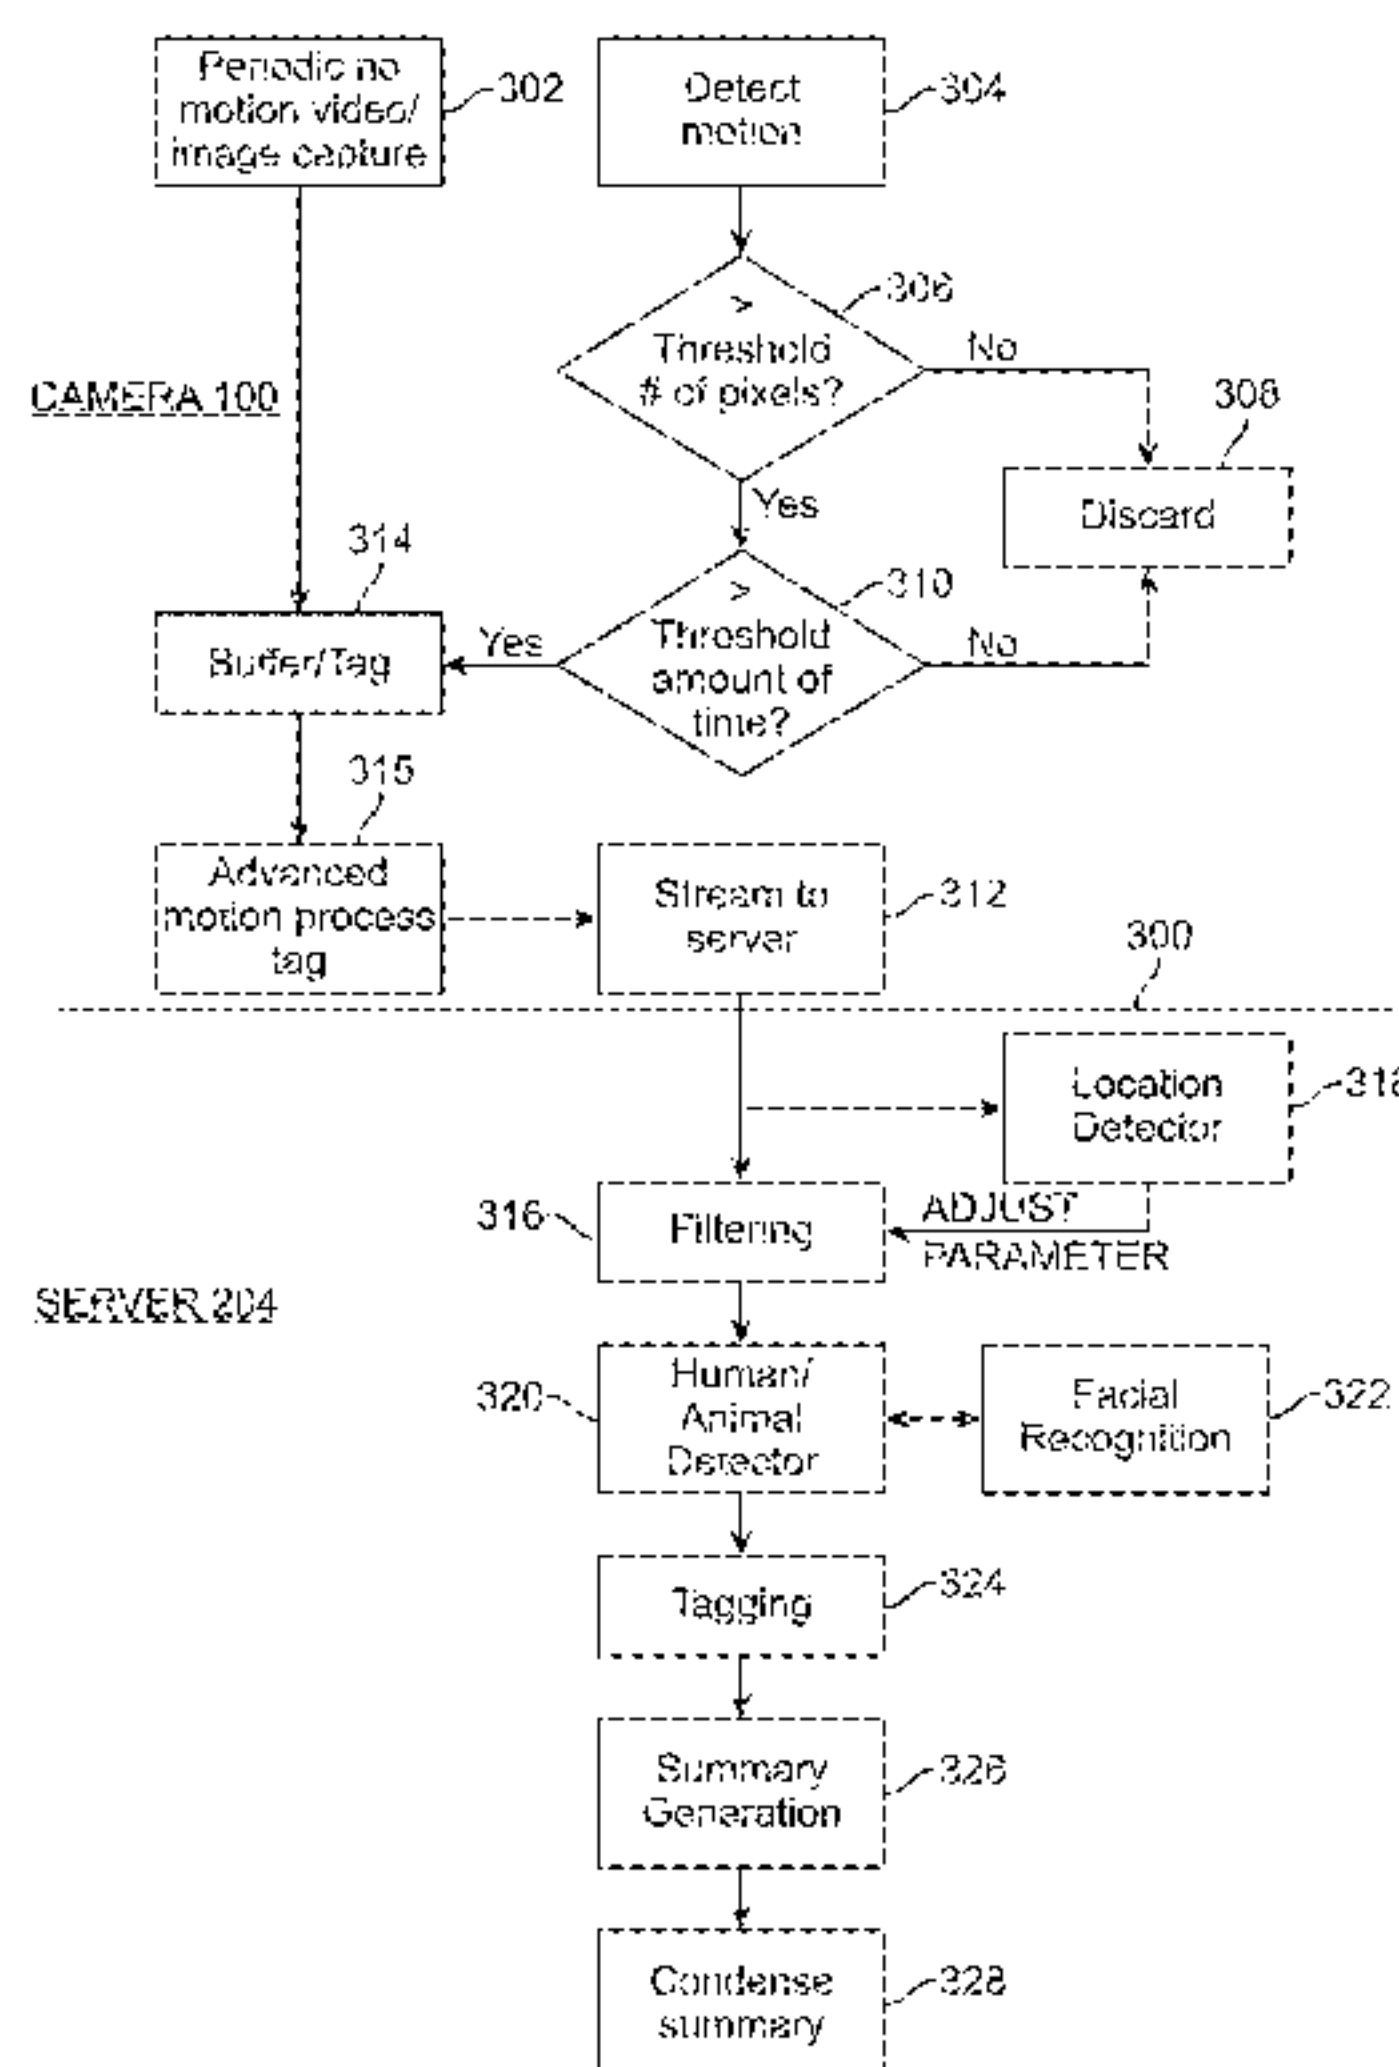 Periodic no
motion video/
image capture
302
Detect
motion
304
>
Threshold
# of pixels?
306
No
CAMERA 100
308
Discard
Yes
314
310
>
Threshold
amount of
time?
Yes
No
Buffer/Tag
315
Advanced
motion process
tag
Stream to
server
312
300
Location
Detector
318
316
Filtering
ADJUST
PARAMETER
SERVER 204
320
Human/
Animal
Detector
Facial
Recognition
322
Tagging
324
Summary
Generation
326
Condense
summary
328